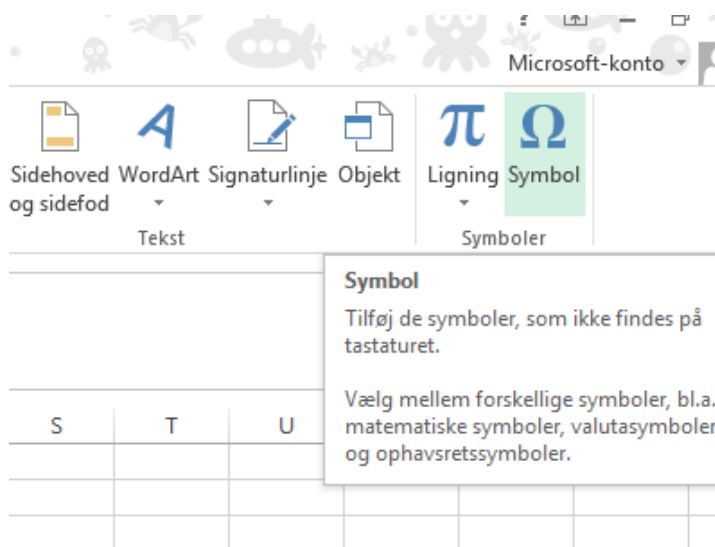 ?
Microsoft-konto
Sidehoved WordArt Signaturlinje Objekt Ligning Symbol
og sidefod
Tekst Symboler
Symbol
Tilføj de symboler, som ikke findes på
tastaturet.
Vælg mellem forskellige symboler, bl.a.
matematiske symboler, valutasymboler
og ophavsretssymboler.
S T U